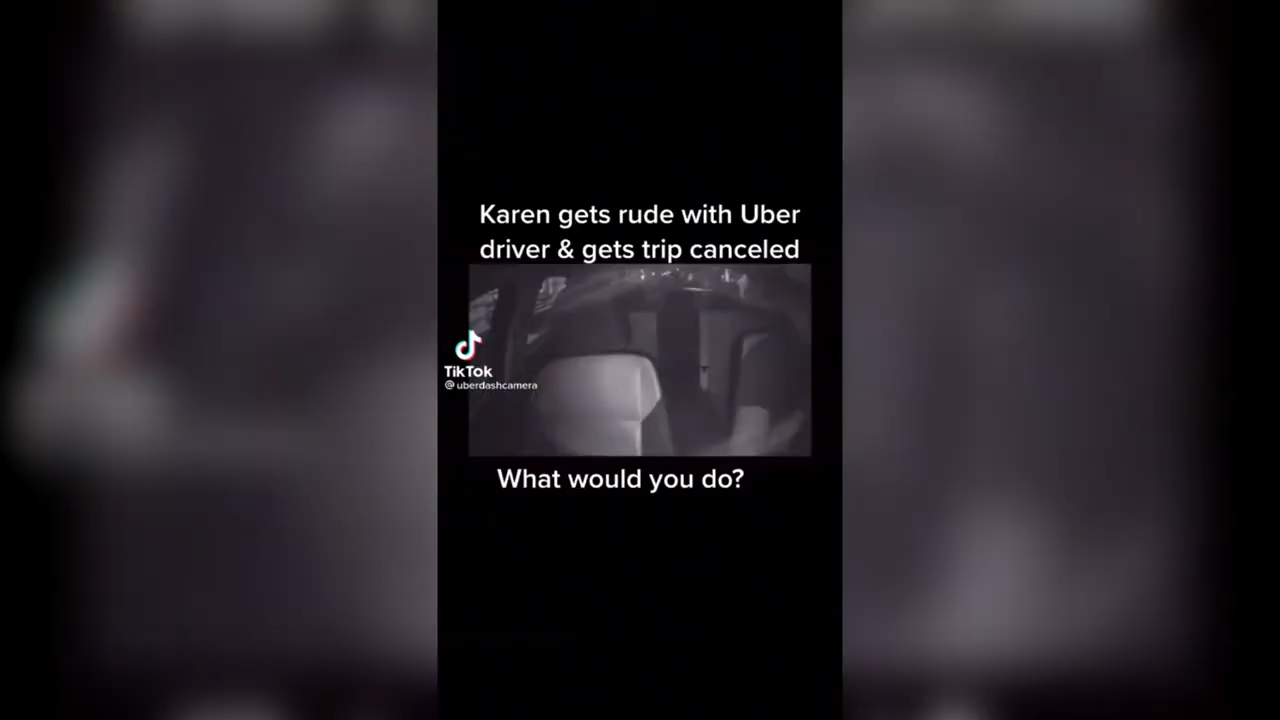 Karen gets rude with Uber
driver & gets trip canceled
TikTok
@uberdashcamera
What would you do?